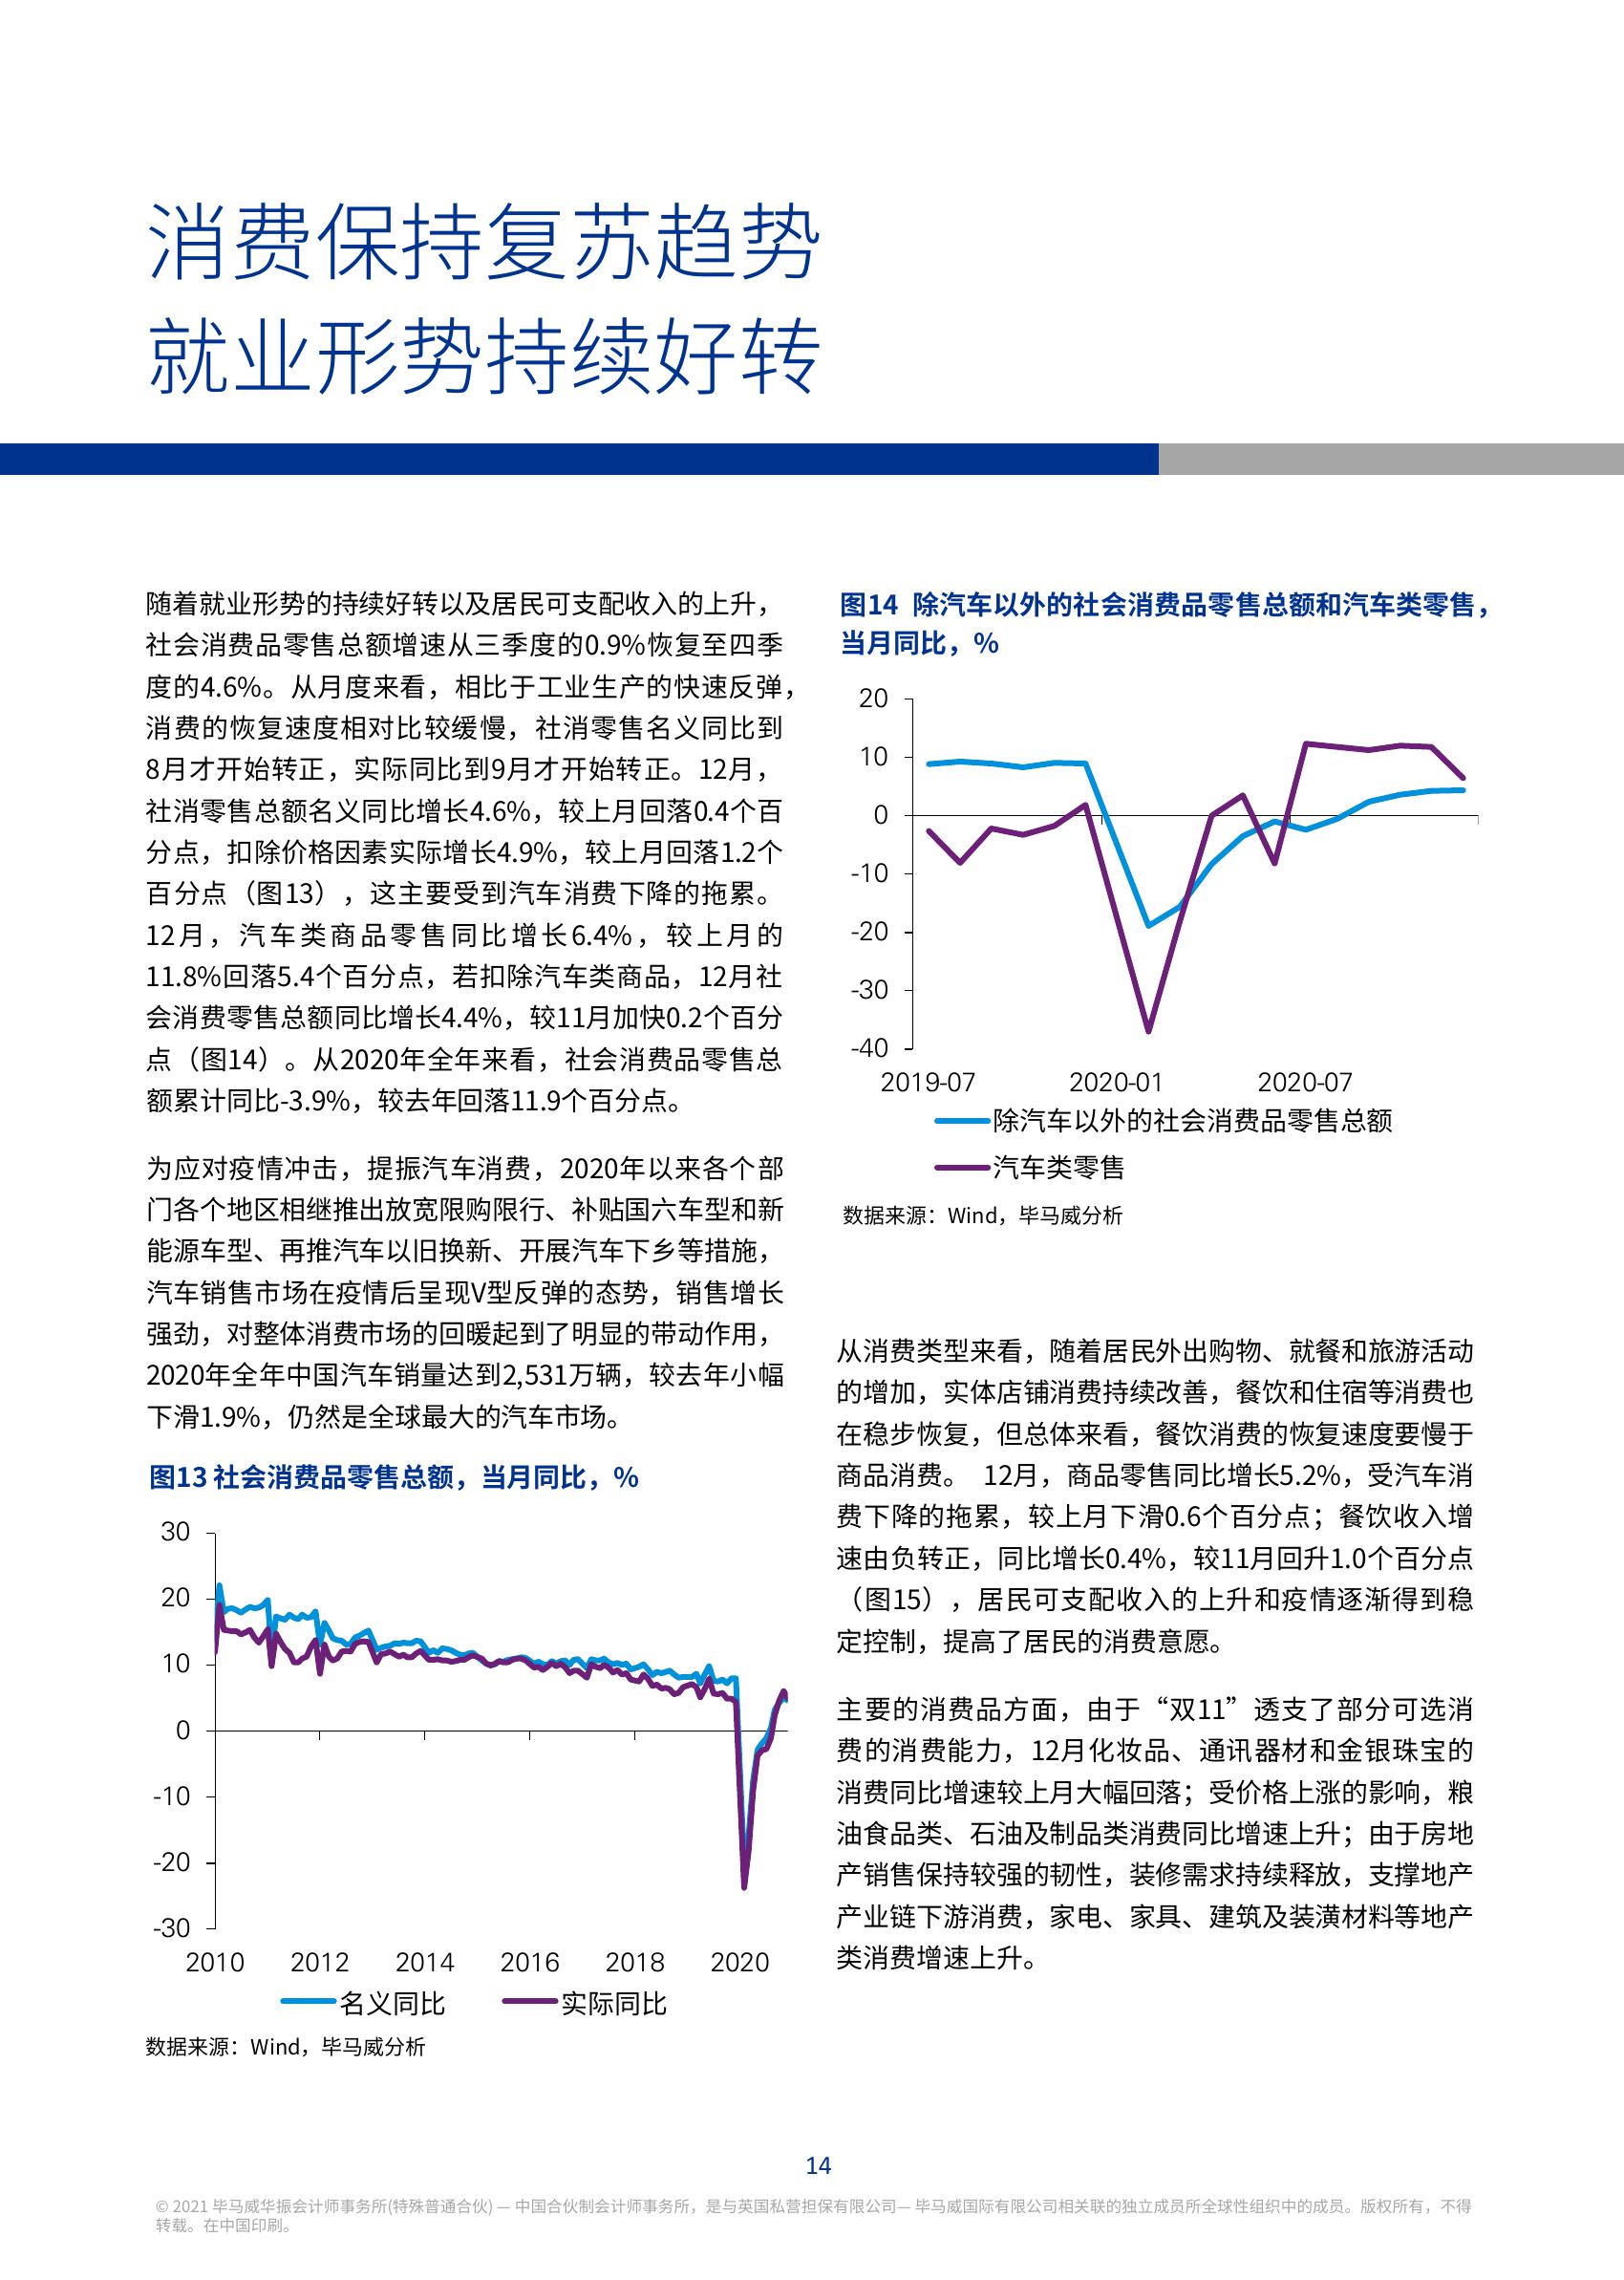 消费保持复苏趋势
就业形势持续好转
随着就业形势的持续好转以及居民可支配收入的上升，
社会消费品零售总额增速从三季度的0.9%恢复至四季
度的4.6%。从月度来看，相比于工业生产的快速反弹，
消费的恢复速度相对比较缓慢，社消零售名义同比到
8月才开始转正，实际同比到9月才开始转正。12月，
社消零售总额名义同比增长4.6%，较上月回落0.4个百
分点，扣除价格因素实际增长4.9%，较上月回落1.2个
百分点（图13），这主要受到汽车消费下降的拖累。
12月，汽车类商品零售同比增长6.4%，较上月的
11.8%回落5.4个百分点，若扣除汽车类商品，12月社
会消费零售总额同比增长4.4%，较11月加快0.2个百分
点（图14）。从2020年全年来看，社会消费品零售总
额累计同比-3.9%，较去年回落11.9个百分点。
为应对疫情冲击，提振汽车消费，2020年以来各个部
门各个地区相继推出放宽限购限行、补贴国六车型和新
能源车型、再推汽车以旧换新、开展汽车下乡等措施，
汽车销售市场在疫情后呈现V型反弹的态势，销售增长
强劲，对整体消费市场的回暖起到了明显的带动作用，
2020年全年中国汽车销量达到2,531万辆，较去年小幅
下滑1.9%，仍然是全球最大的汽车市场。
图13 社会消费品零售总额，当月同比，%
30
20
10
0
-10
-20
-30
2010 2012 2014 2016 2018 2020
名义同比 实际同比
数据来源：Wind，毕马威分析
图14 除汽车以外的社会消费品零售总额和汽车类零售，
当月同比，%
20
10
0
-10
-20
-30
-40
2019-07 2020-01 2020-07
除汽车以外的社会消费品零售总额
汽车类零售
数据来源：Wind，毕马威分析
从消费类型来看，随着居民外出购物、就餐和旅游活动
的增加，实体店铺消费持续改善，餐饮和住宿等消费也
在稳步恢复，但总体来看，餐饮消费的恢复速度要慢于
商品消费。 12月，商品零售同比增长5.2%，受汽车消
费下降的拖累，较上月下滑0.6个百分点；餐饮收入增
速由负转正，同比增长0.4%，较11月回升1.0个百分点
（图15），居民可支配收入的上升和疫情逐渐得到稳
定控制，提高了居民的消费意愿。
主要的消费品方面，由于“双11”透支了部分可选消
费的消费能力，12月化妆品、通讯器材和金银珠宝的
消费同比增速较上月大幅回落；受价格上涨的影响，粮
油食品类、石油及制品类消费同比增速上升；由于房地
产销售保持较强的韧性，装修需求持续释放，支撑地产
产业链下游消费，家电、家具、建筑及装潢材料等地产
类消费增速上升。
14
© 2021 毕马威华振会计师事务所(特殊普通合伙) — 中国合伙制会计师事务所，是与英国私营担保有限公司— 毕马威国际有限公司相关联的独立成员所全球性组织中的成员。版权所有，不得
转载。在中国印刷。